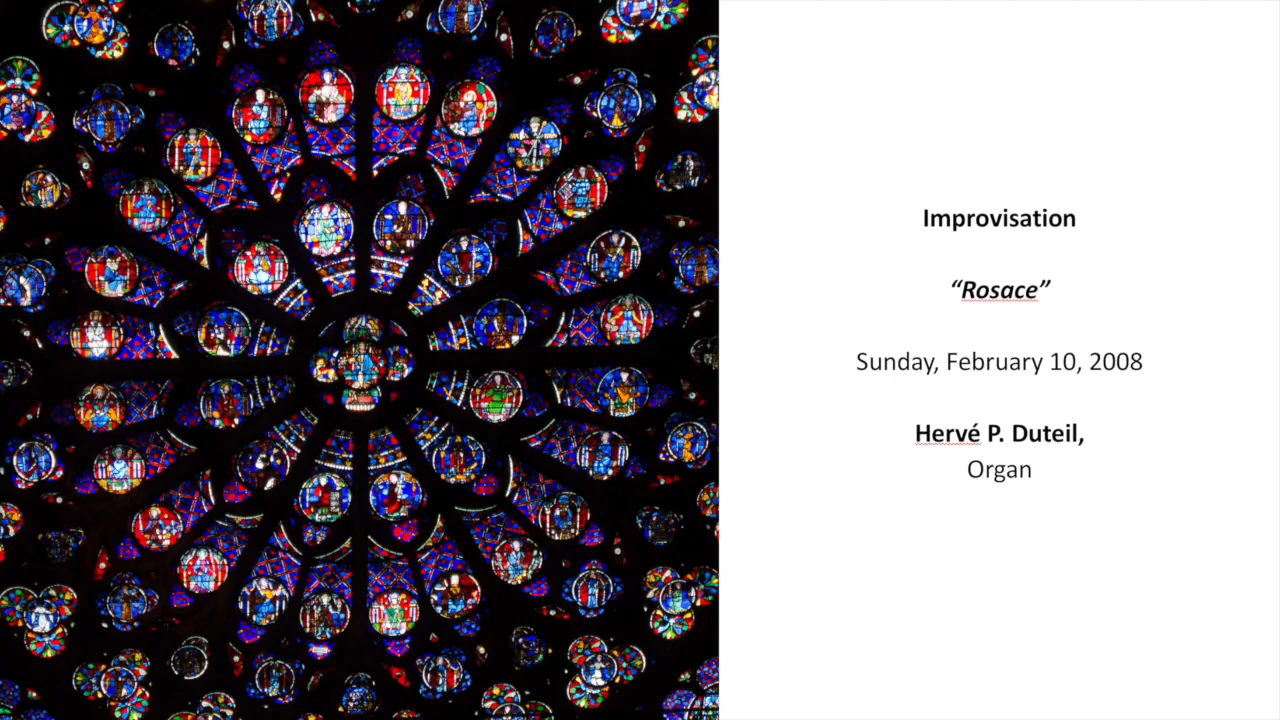 Improvisation
“Rosace”
Sunday, February 10, 2008
Hervé P. Duteil,
Organ